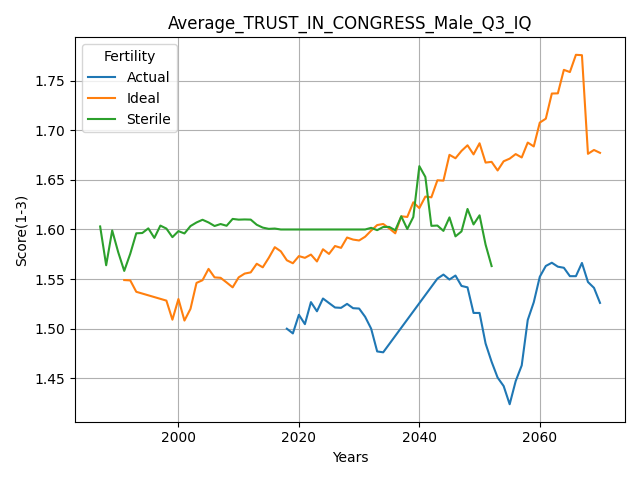 Average_TRUST_IN_CONGRESS_Male_Q3_IQ
Fertility
Actual
Ideal
Sterile
Score(1-3)
1.75
1.70
1.65
1.60
1.55
1.50
1.45
2000
2020
2040
2060
Years